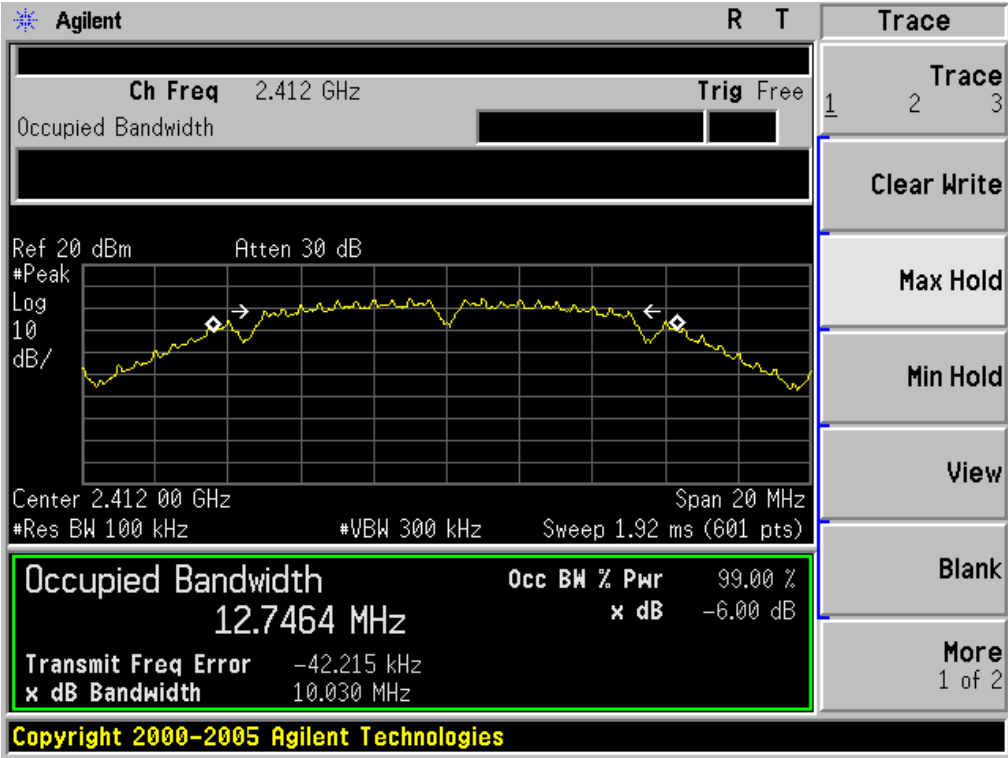 Agilent R T Trace
Ch Freq 2.412 GHz Trig Free
Occupied Bandwidth
Trace
1 2 3
Clear Write
Max Hold
Min Hold
View
Blank
More
1 of 2
Ref 20 dBm Atten 30 dB
#Peak
Log
10
dB/
Center 2.412 00 GHz Span 20 MHz
#Res BW 100 kHz #VBW 300 kHz Sweep 1.92 ms (601 pts)
Occupied Bandwidth Occ BW % Pwr 99.00 %
12.7464 MHz x dB -6.00 dB
Transmit Freq Error -42.215 kHz
x dB Bandwidth 10.030 MHz
Copyright 2000-2005 Agilent Technologies